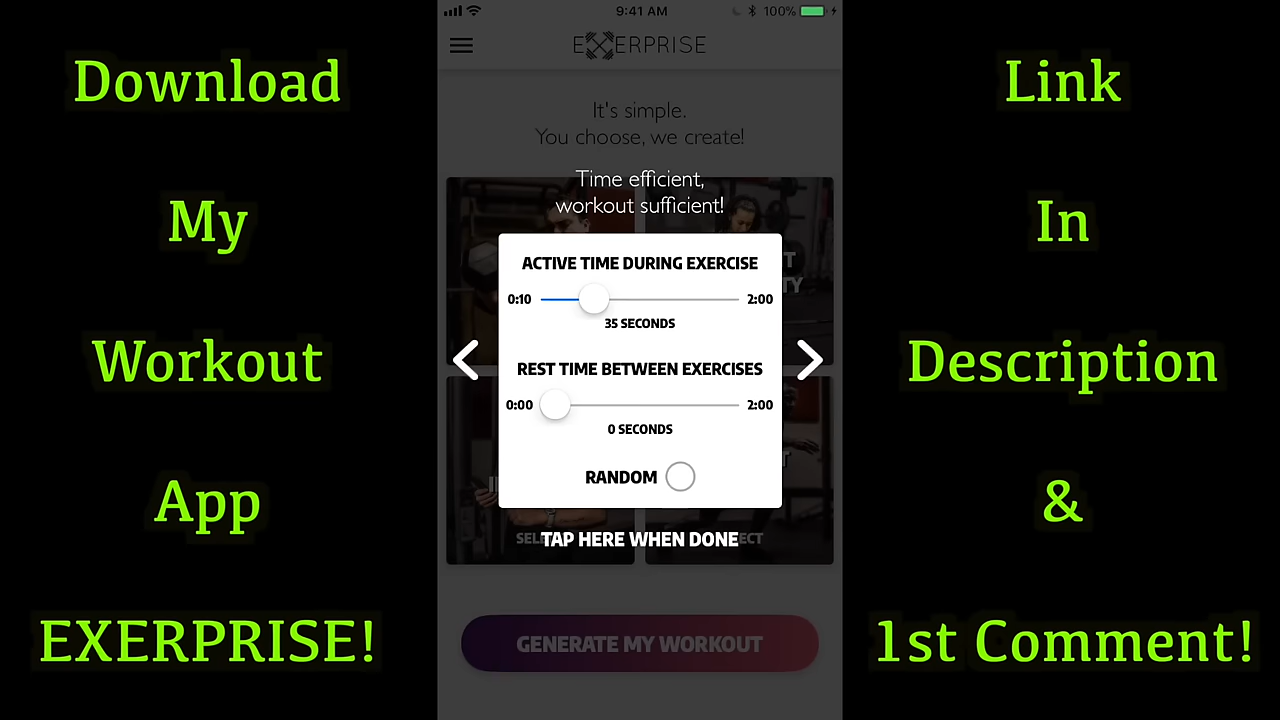 Download
My
Workout
App
EXERPRISE!
9:41 AM
100%
EXERPRISE
It's simple.
You choose, we create!
Time efficient,
workout sufficient!
ACTIVE TIME DURING EXERCISE
0:10 2:00
35 SECONDS
REST TIME BETWEEN EXERCISES
0:00 2:00
0 SECONDS
RANDOM
TAP HERE WHEN DONE
GENERATE MY WORKOUT
Link
In
Description
&
1st Comment!